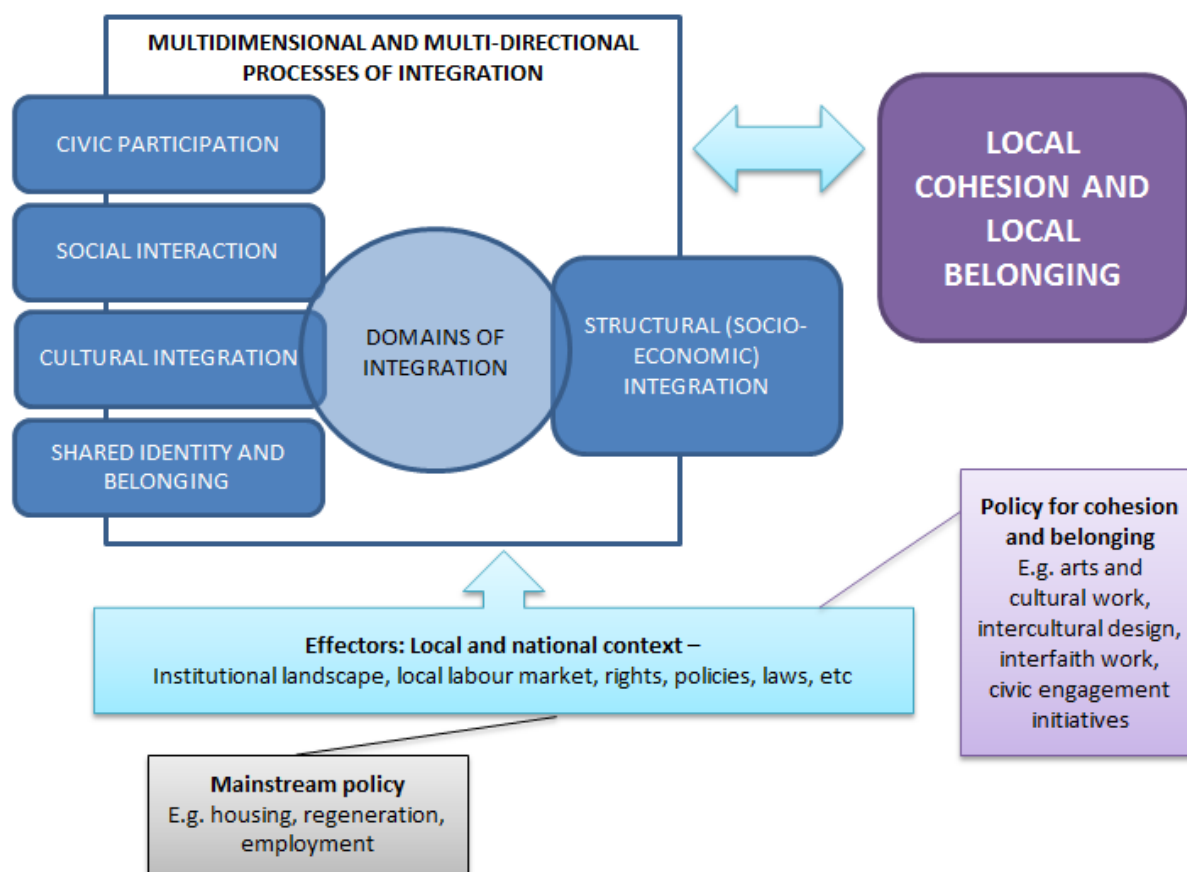 MULTIDIMENSIONAL AND MULTI-DIRECTIONAL
PROCESSES OF INTEGRATION
CIVIC PARTICIPATION
SOCIAL INTERACTION
CULTURAL INTEGRATION
SHARED IDENTITY AND
BELONGING
DOMAINS OF
INTEGRATION
STRUCTURAL (SOCIO-
ECONOMIC)
INTEGRATION
LOCAL
COHESION AND
LOCAL
BELONGING
Policy for cohesion
and belonging
E.g. arts and
cultural work,
intercultural design,
interfaith work,
civic engagement
initiatives
Effectors: Local and national context –
Institutional landscape, local labour market, rights, policies, laws, etc
Mainstream policy
E.g. housing, regeneration,
employment